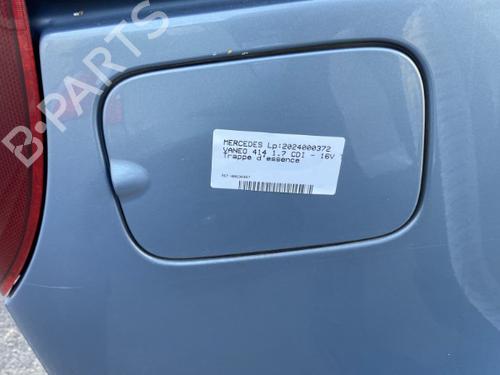 B-PARTS
MERCEDES Lp:2024000372
VANEO 414 1.7 CDI - 16V
Trappe d'essence